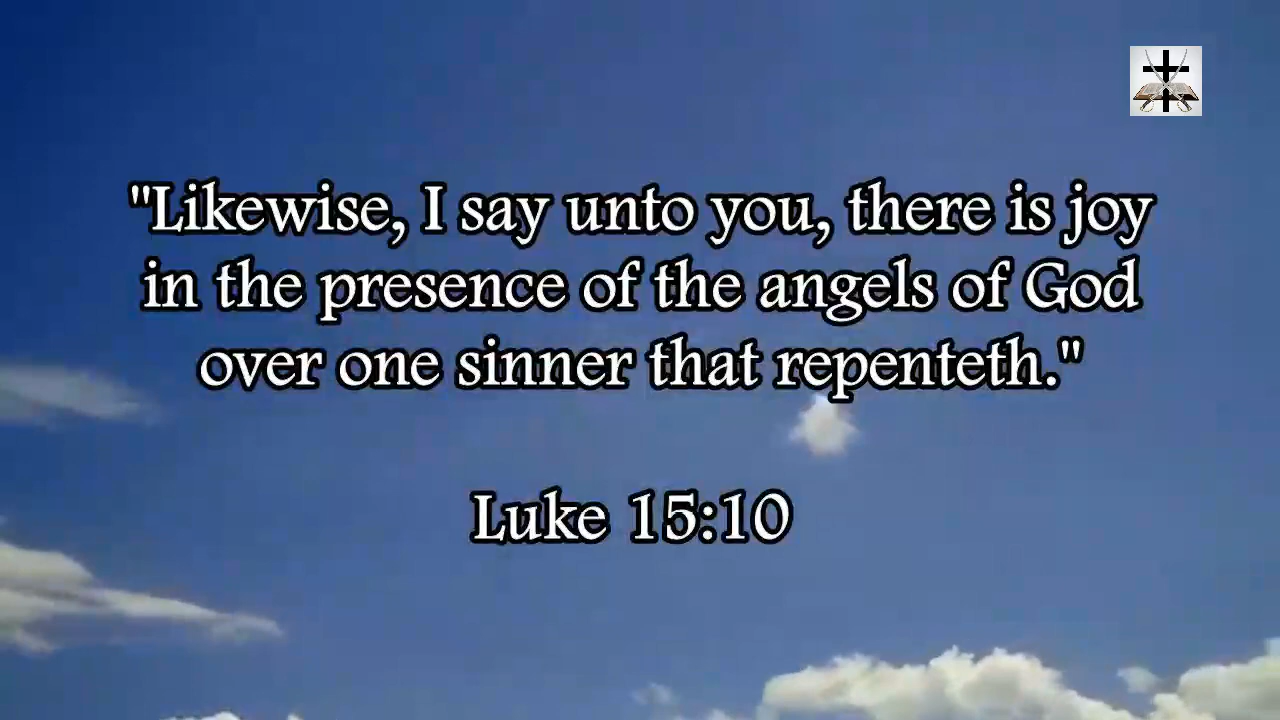 "Likewise, I say unto you, there is joy
in the presence of the angels of God
over one sinner that repenteth."
Luke 15:10